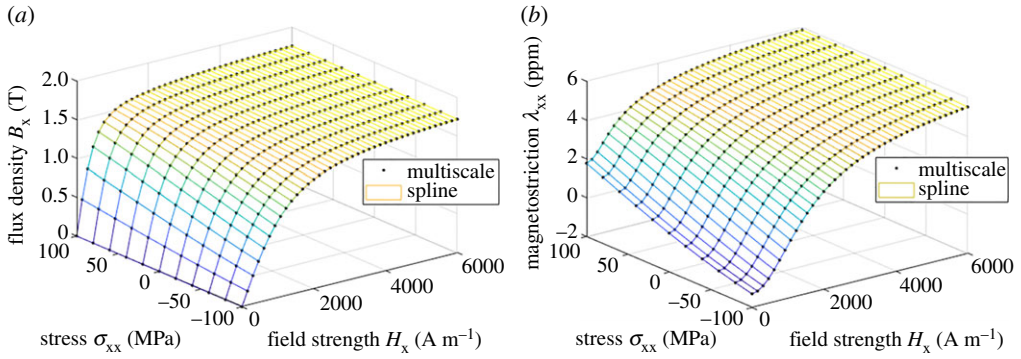 (a)
flux density Bₓ (T)
2.0
1.5
1.0
0.5
0
100
50
0
−50
−100
stress σₓₓ (MPa)
0
2000
4000
6000
field strength Hₓ (A m⁻¹)
multiscale
spline
(b)
magnetostriction λₓₓ (ppm)
6
4
2
0
−2
100
50
0
−50
−100
stress σₓₓ (MPa)
0
2000
4000
6000
field strength Hₓ (A m⁻¹)
multiscale
spline